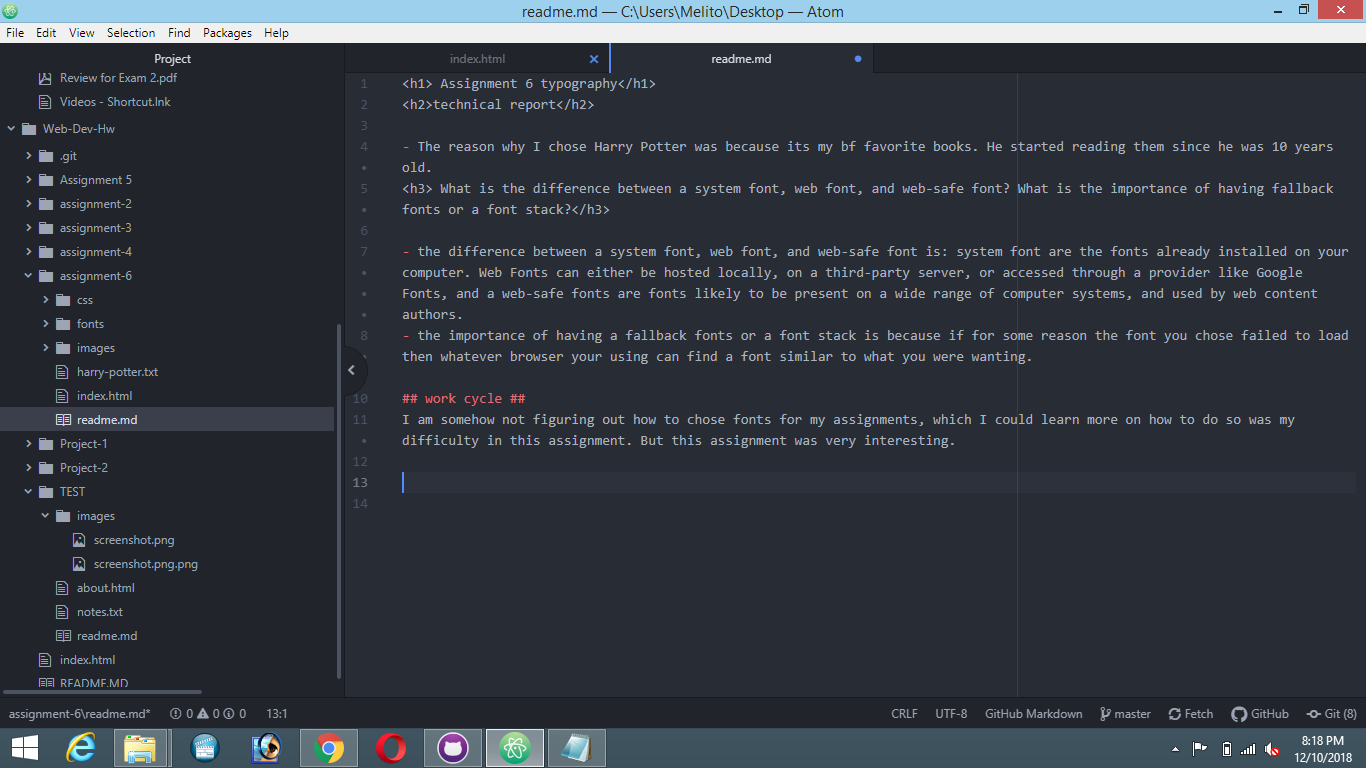 readme.md — C:\Users\Melito\Desktop — Atom
File Edit View Selection Find Packages Help
Project
Review for Exam 2.pdf
Videos - Shortcut.lnk
Web-Dev-Hw
.git
Assignment 5
assignment-2
assignment-3
assignment-4
assignment-6
css
fonts
images
harry-potter.txt
index.html
readme.md
Project-1
Project-2
TEST
images
screenshot.png
screenshot.png.png
about.html
notes.txt
readme.md
index.html
README.MD
index.html readme.md
1 <h1> Assignment 6 typography</h1>
2 <h2>technical report</h2>
3
4 - The reason why I chose Harry Potter was because its my bf favorite books. He started reading them since he was 10 years
old.
5 <h3> What is the difference between a system font, web font, and web-safe font? What is the importance of having fallback
fonts or a font stack?</h3>
6
7 - the difference between a system font, web font, and web-safe font is: system font are the fonts already installed on your
computer. Web Fonts can either be hosted locally, on a third-party server, or accessed through a provider like Google
Fonts, and a web-safe fonts are fonts likely to be present on a wide range of computer systems, and used by web content
authors.
8 - the importance of having a fallback fonts or a font stack is because if for some reason the font you chose failed to load
then whatever browser your using can find a font similar to what you were wanting.
10 ## work cycle ##
11 I am somehow not figuring out how to chose fonts for my assignments, which I could learn more on how to do so was my
difficulty in this assignment. But this assignment was very interesting.
12
13
14
assignment-6\readme.md* 0 0 0 13:1 CRLF UTF-8 GitHub Markdown master Fetch GitHub Git (8)
8:18 PM
12/10/2018